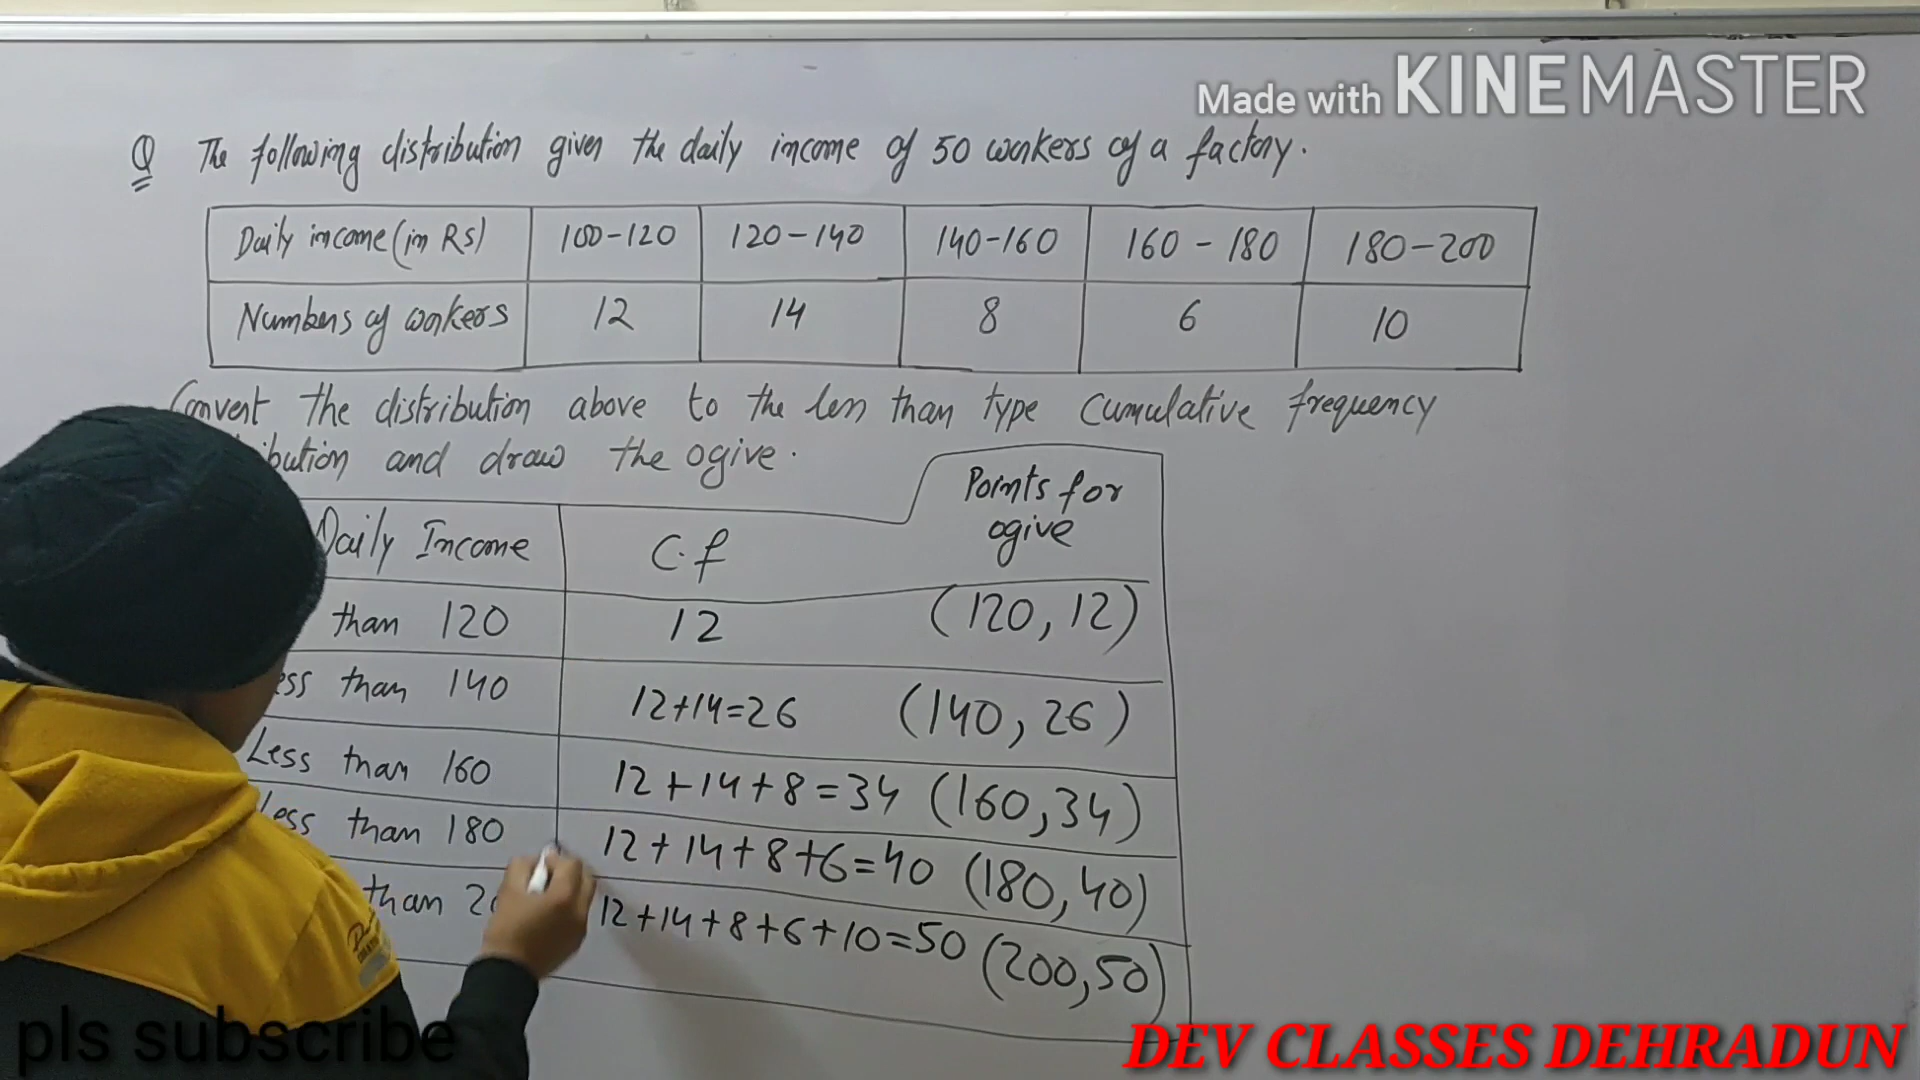 Made with KINEMASTER
Q The following distribution given the daily income of 50 workers of a factory.
Daily income (in Rs) 100-120 120-140 140-160 160-180 180-200
Numbers of workers 12 14 8 6 10
Convert the distribution above to the less than type cumulative frequency
bution and draw the ogive.
Daily Income C.f Points for ogive
than 120 12 (120, 12)
ess than 140 12+14=26 (140, 26)
Less than 160 12+14+8=34 (160,34)
Less than 180 12+14+8+6=40 (180,40)
than 20 12+14+8+6+10=50 (200,50)
pls subscribe
DEV CLASSES DEHRADUN